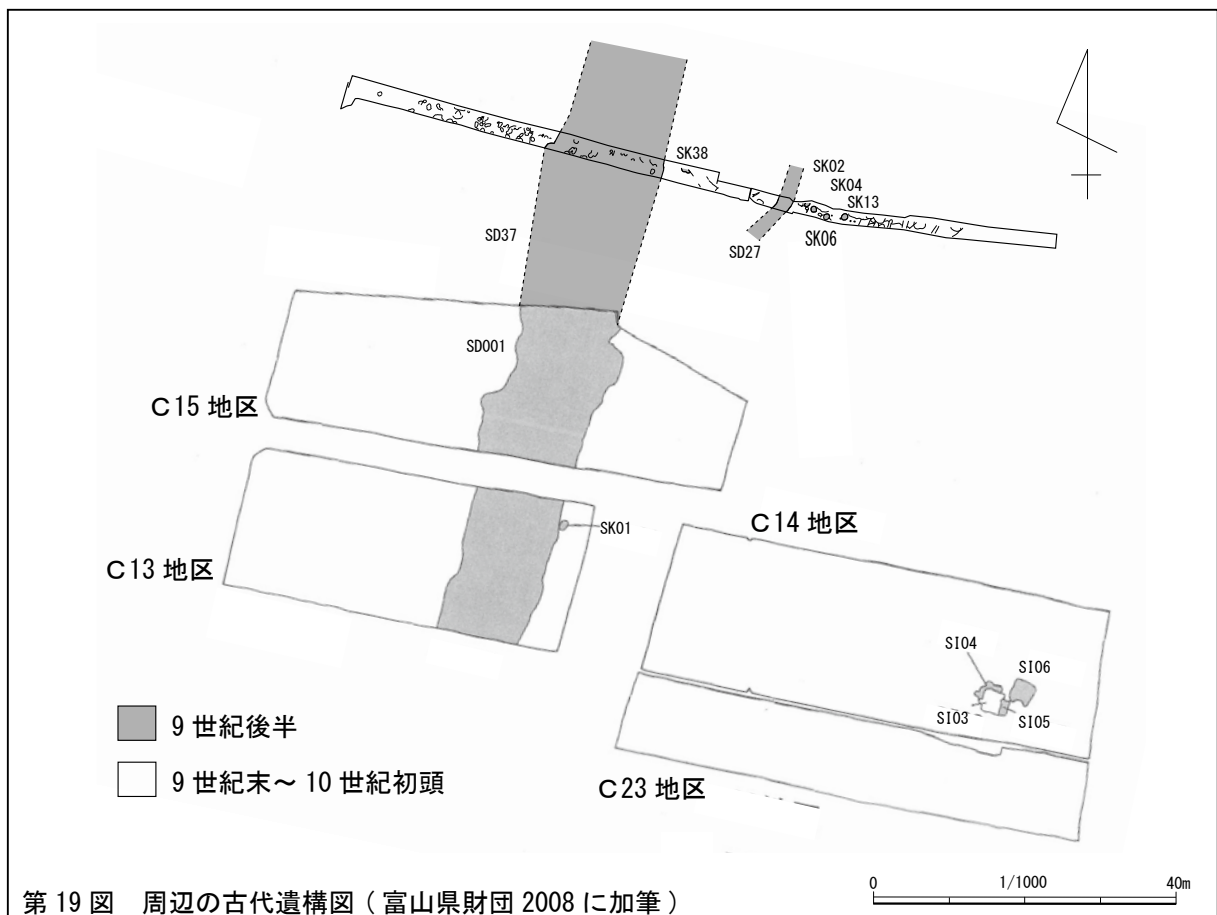 SK38
SK02
SK04
SK13
SD37
SD27
SK06
SD001
C15 地区
C14 地区
SK01
C13 地区
SI04
SI06
SI03
SI05
9 世紀後半
9 世紀末～ 10 世紀初頭
C23 地区
第 19 図　周辺の古代遺構図 ( 富山県財団 2008 に加筆 )
0 1/1000 40m